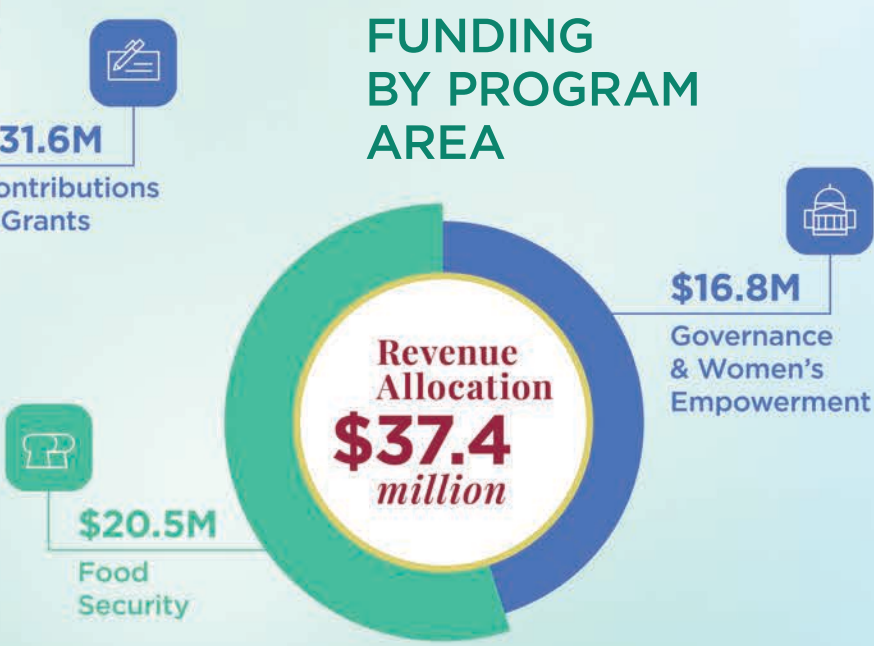 FUNDING
BY PROGRAM
AREA
31.6M
ontributions
Grants
Revenue
Allocation
$37.4
million
$16.8M
Governance
& Women's
Empowerment
$20.5M
Food
Security